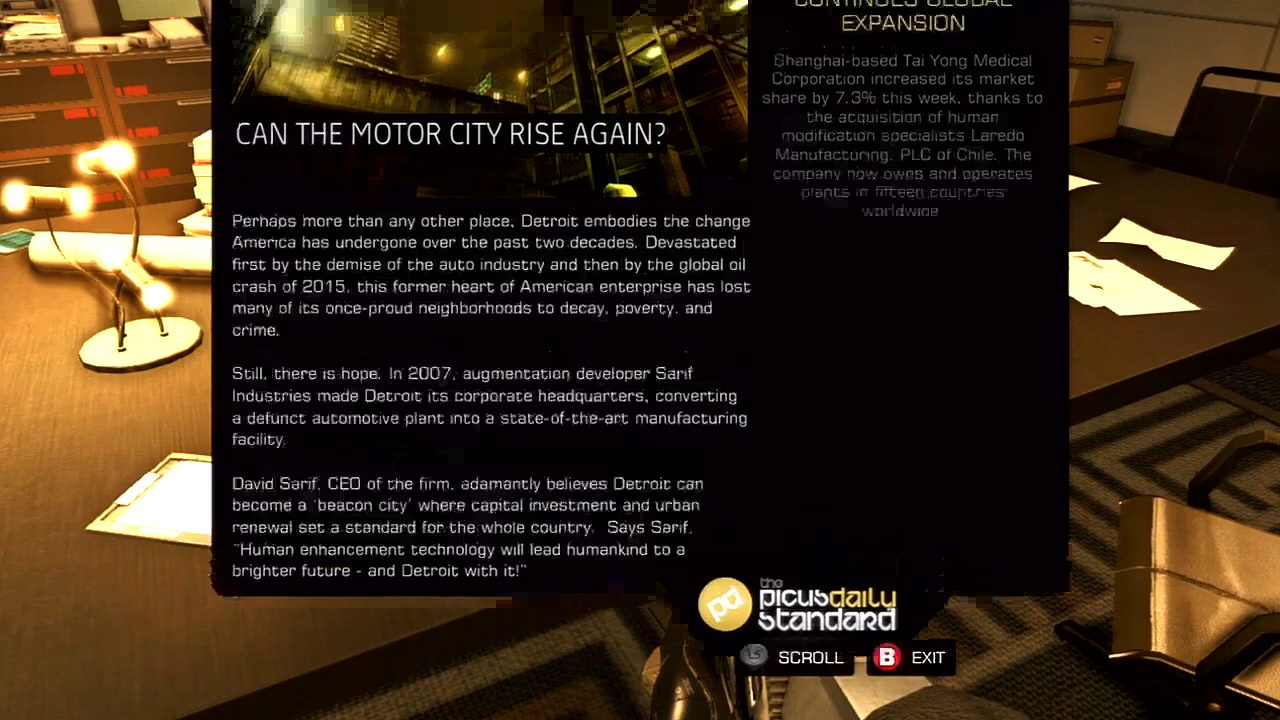 CAN THE MOTOR CITY RISE AGAIN?
Perhaps more than any other place, Detroit embodies the change
America has undergone over the past two decades. Devastated
first by the demise of the auto industry and then by the global oil
crash of 2015, this former heart of American enterprise has lost
many of its once-proud neighborhoods to decay, poverty, and
crime.
Still, there is hope. In 2007, augmentation developer Sarif
Industries made Detroit its corporate headquarters, converting
a defunct automotive plant into a state-of-the-art manufacturing
facility.
David Sarif, CEO of the firm, adamantly believes Detroit can
become a 'beacon city' where capital investment and urban
renewal set a standard for the whole country. Says Sarif,
"Human enhancement technology will lead humankind to a
brighter future - and Detroit with it!"
CONTINUES GLOBAL
EXPANSION
Shanghai-based Tai Yong Medical
Corporation increased its market
share by 7.3% this week, thanks to
the acquisition of human
modification specialists Laredo
Manufacturing, PLC of Chile. The
company now owns and operates
plants in fifteen countries
worldwide
pd
the
picusdaily
standard
LS SCROLL B EXIT